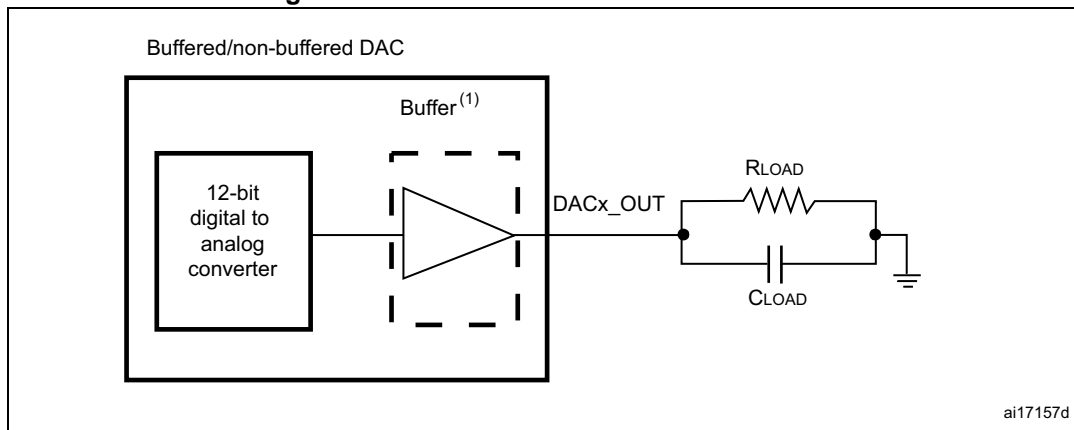 Buffered/non-buffered DAC
Buffer (1)
12-bit
digital to
analog
converter
DACx_OUT
RLOAD
CLOAD
ai17157d